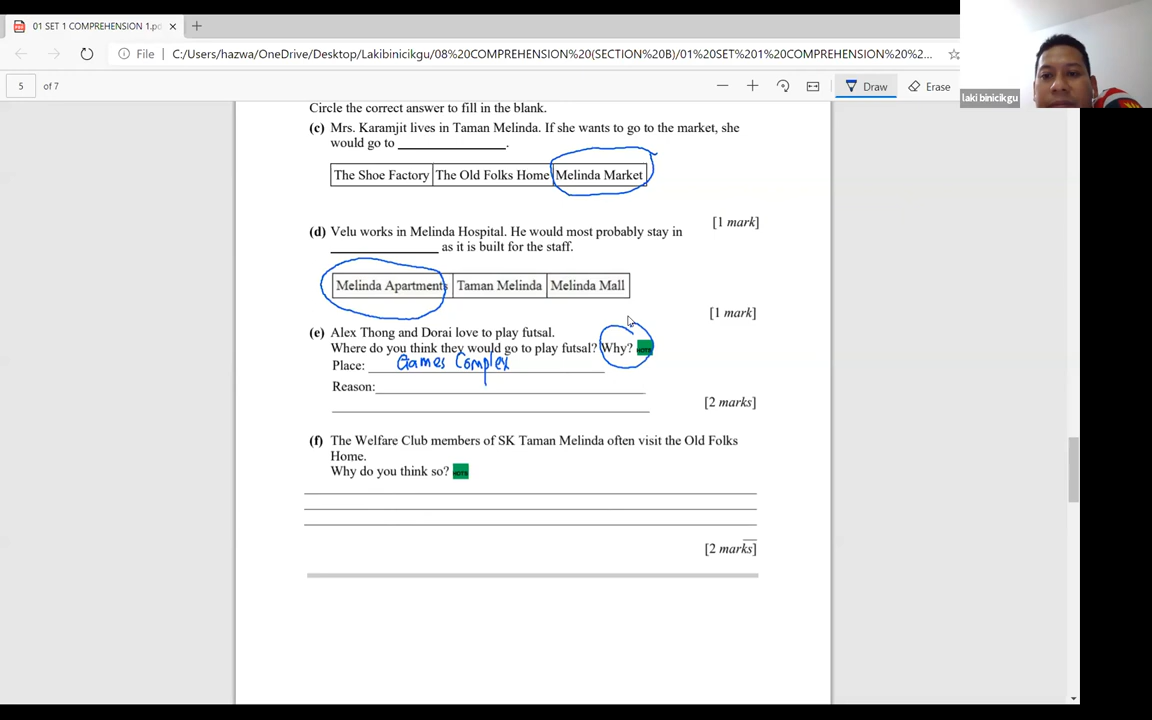 01 SET 1 COMPREHENSION 1.pd
File
C:/Users/hazwa/OneDrive/Desktop/Lakibinicikgu/08%20COMPREHENSION%20(SECTION%20B)/01%20SET%201%20COMPREHENSION%20%2...
5 of 7
Draw
Erase
laki binicikgu
Circle the correct answer to fill in the blank.
(c) Mrs. Karamjit lives in Taman Melinda. If she wants to go to the market, she
would go to ____________.
The Shoe Factory The Old Folks Home Melinda Market
[1 mark]
(d) Velu works in Melinda Hospital. He would most probably stay in
____________ as it is built for the staff.
Melinda Apartments Taman Melinda Melinda Mall
[1 mark]
(e) Alex Thong and Dorai love to play futsal.
Where do you think they would go to play futsal? Why?
Place: Games Complex
Reason:
[2 marks]
(f) The Welfare Club members of SK Taman Melinda often visit the Old Folks
Home.
Why do you think so?
[2 marks]